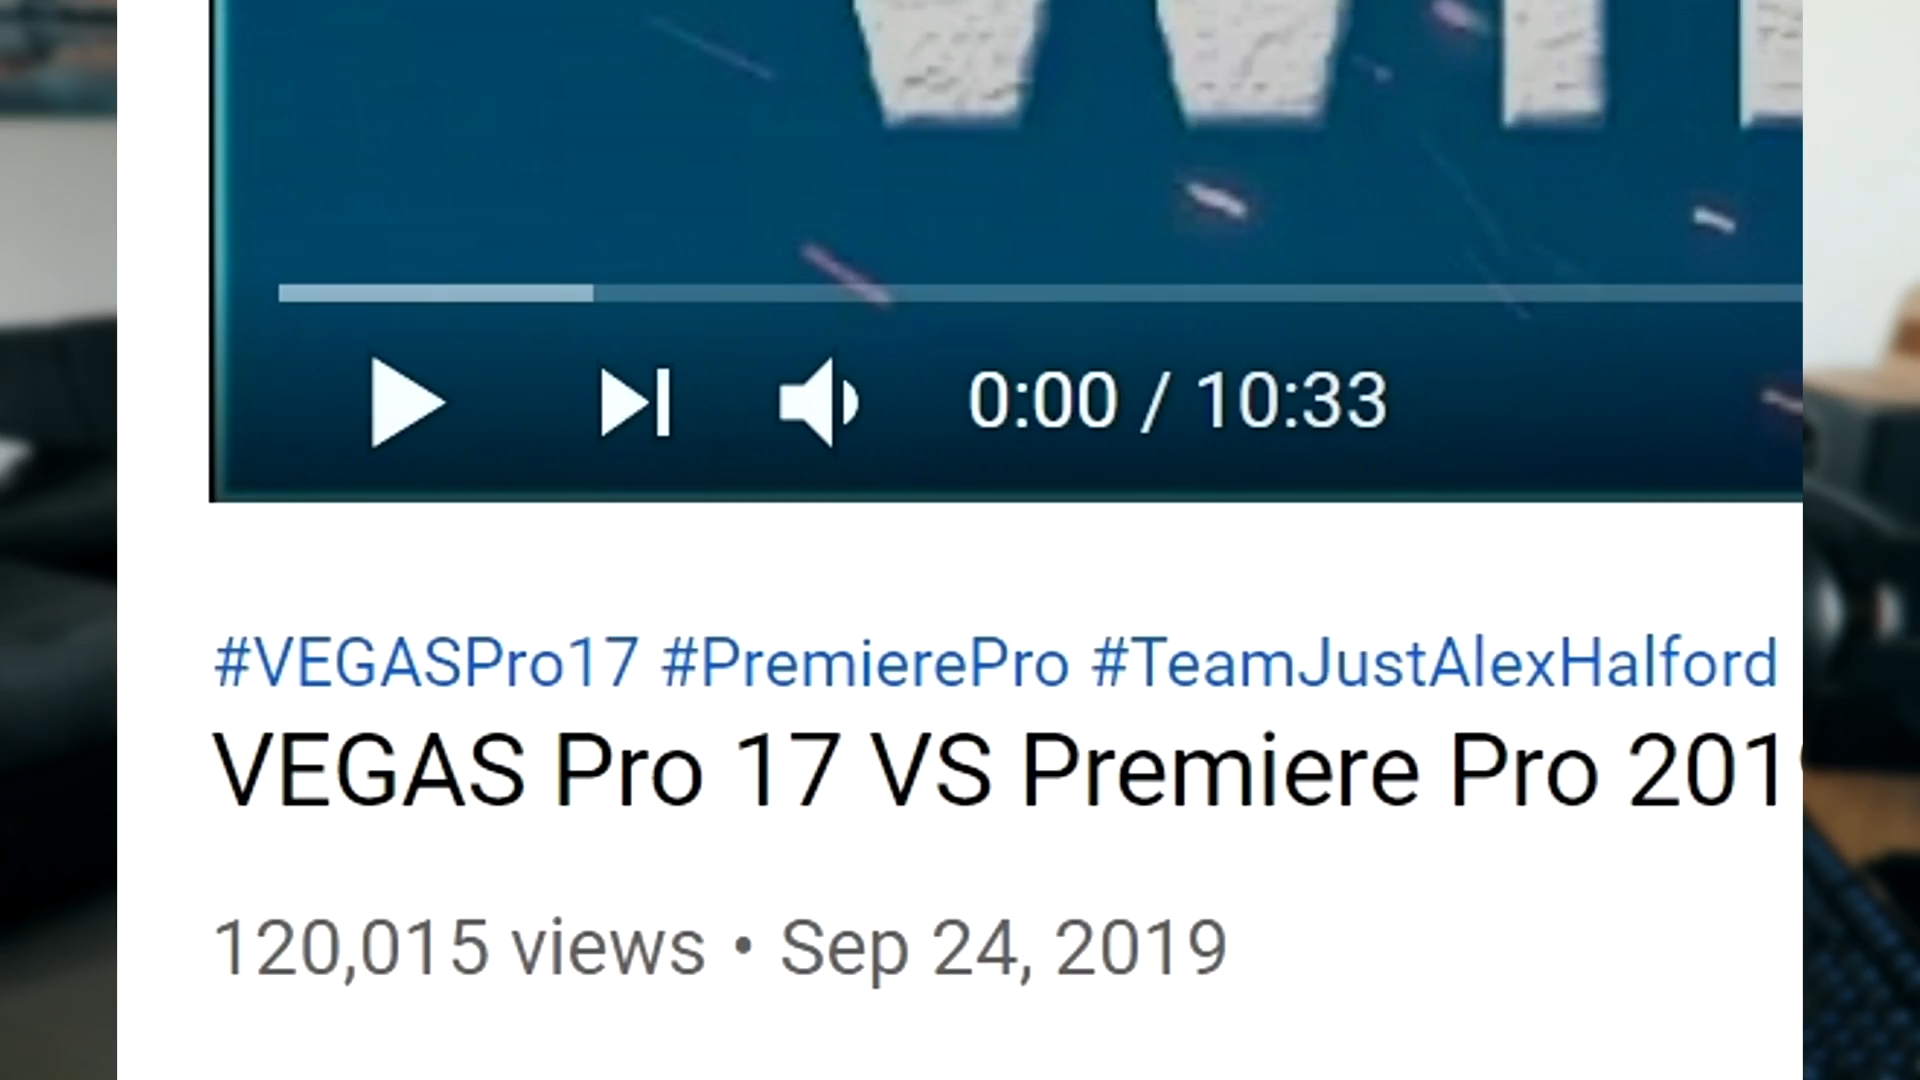 0:00 / 10:33
#VEGASPro17 #PremierePro #TeamJustAlexHalford
VEGAS Pro 17 VS Premiere Pro 201
120,015 views • Sep 24, 2019